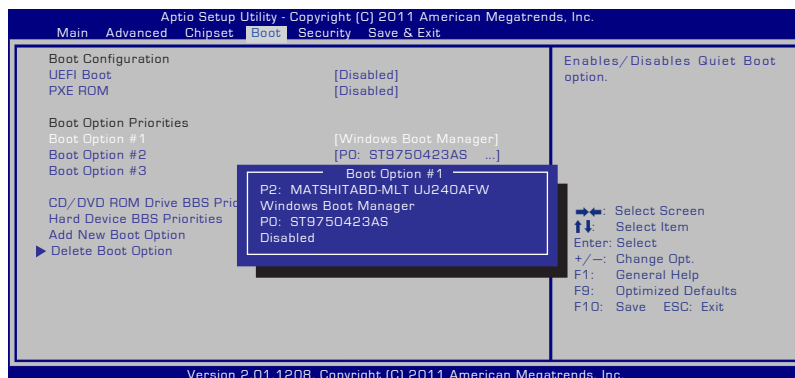 Aptio Setup Utility - Copyright (C) 2011 American Megatrends, Inc.
Main Advanced Chipset Boot Security Save & Exit
Boot Configuration
UEFI Boot [Disabled]
PXE ROM [Disabled]
Boot Option Priorities
Boot Option #1 [Windows Boot Manager]
Boot Option #2 [P0: ST9750423AS ...]
Boot Option #3
CD/DVD ROM Drive BBS Prio
Hard Device BBS Priorities
Add New Boot Option
Delete Boot Option
Boot Option #1
P2: MATSHITABD-MLT UJ240AFW
Windows Boot Manager
P0: ST9750423AS
Disabled
Enables/Disables Quiet Boot
option.
→←: Select Screen
↑↓: Select Item
Enter: Select
+/—: Change Opt.
F1: General Help
F9: Optimized Defaults
F10: Save ESC: Exit
Version 2.01.1208. Copyright (C) 2011 American Megatrends, Inc.